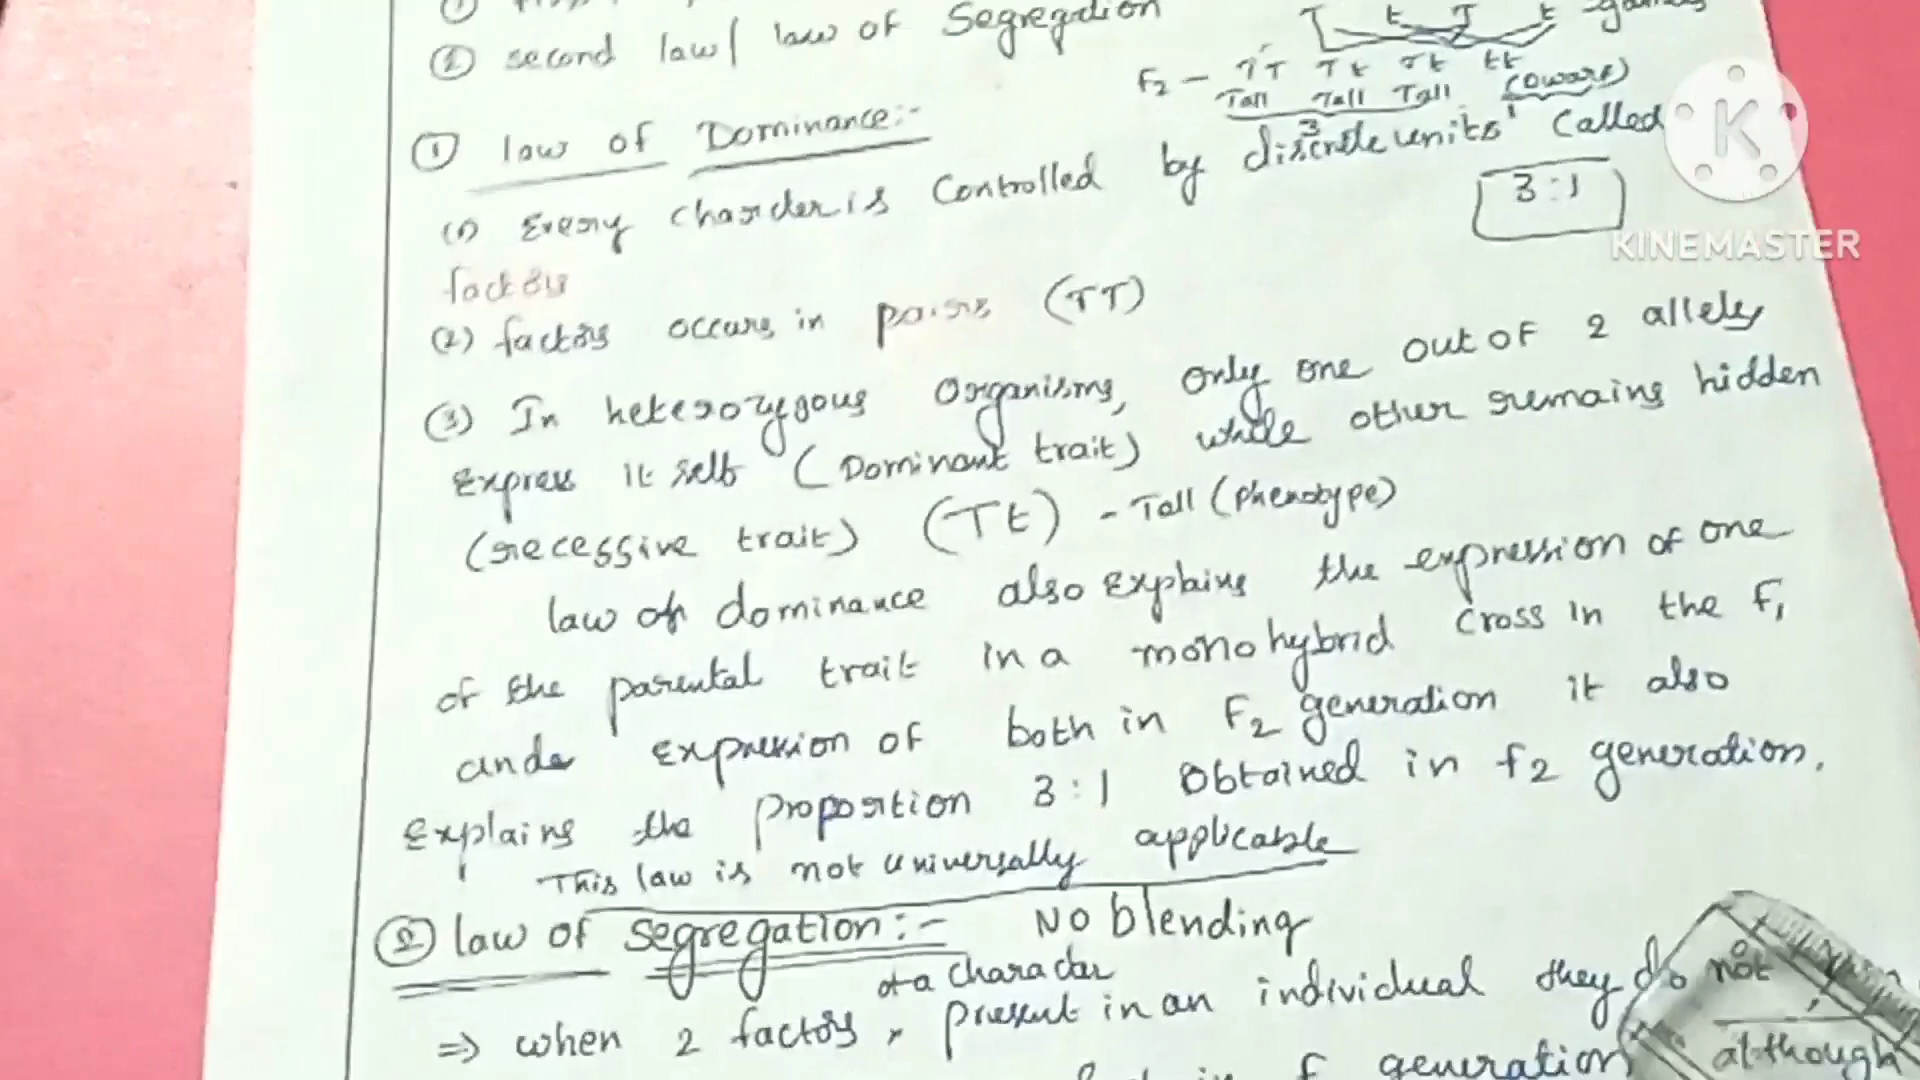 ② second law/ law of Segregation
T t T t
F2 - TT Tt Tt tt
Tall Tall Tall (Dwarf)
3 1
① law of Dominance:-
(1) Every character is controlled by discrete units called
factors
3:1
KINEMASTER
(2) factors occurs in pairs (TT)
(3) In heterozygous Organisms, Only one out of 2 alleles
Express it self (Dominant trait) while other remains hidden
(recessive trait) (Tt) - Tall (Phenotype)
law of dominance also explains the expression of one
of the parental trait in a monohybrid cross in the F1
and expression of both in F2 generation it also
Explains the proportion 3:1 Obtained in f2 generation.
This law is not universally applicable
② law of segregation:- No blending
of a character
⇒ when 2 factors present in an individual they do not
although
in F generation